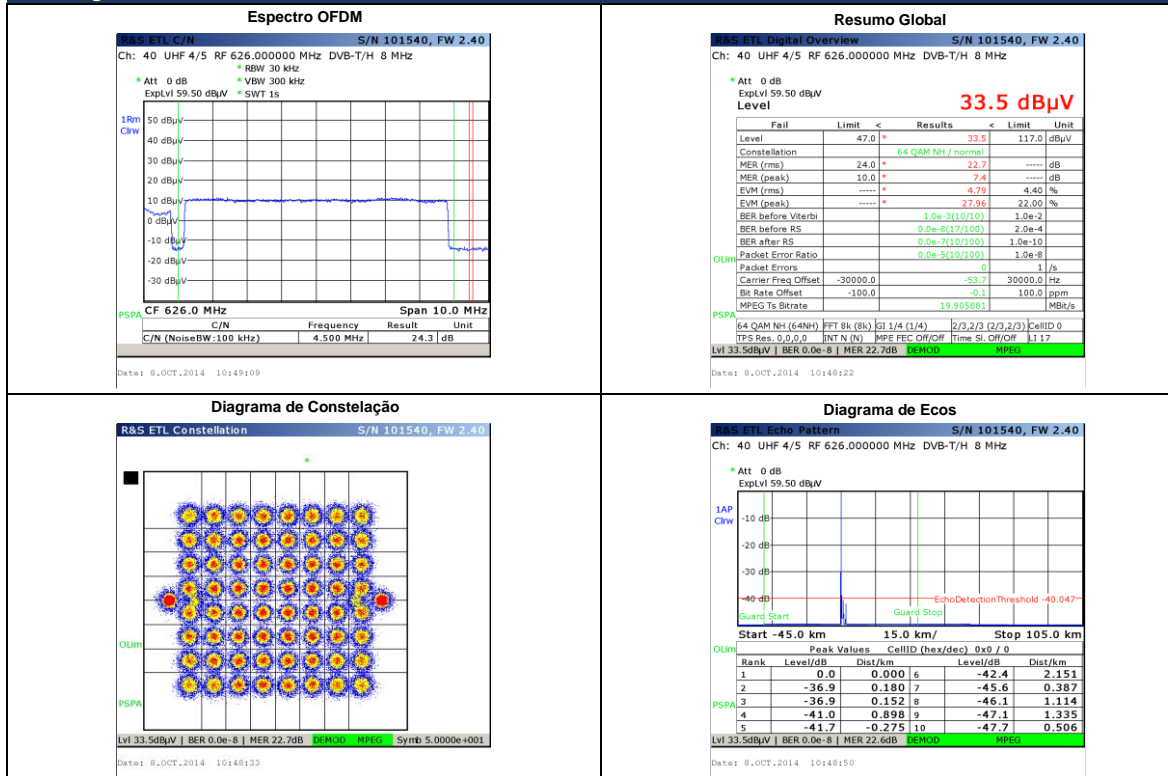 Espectro OFDM
R&S ETL C/N S/N 101540, FW 2.40
Ch: 40 UHF 4/5 RF 626.000000 MHz DVB-T/H 8 MHz
* RBW 30 kHz
* Att 0 dB * VBW 300 kHz
ExpLvl 59.50 dBµV * SWT 1s
1Rm
Clrw
50 dBµV
40 dBµV
30 dBµV
20 dBµV
10 dBµV
0 dBµV
-10 dBµV
-20 dBµV
-30 dBµV
OLim
PSPA
CF 626.0 MHz Span 10.0 MHz
C/N Frequency Result Unit
C/N (NoiseBW:100 kHz) 4.500 MHz 24.3 dB
Date: 8.OCT.2014 10:49:09
Resumo Global
R&S ETL Digital Overview S/N 101540, FW 2.40
Ch: 40 UHF 4/5 RF 626.000000 MHz DVB-T/H 8 MHz
* Att 0 dB
ExpLvl 59.50 dBµV
Level 33.5 dBµV
Fail Limit < Results < Limit Unit
Level 47.0 * 33.5 117.0 dBµV
Constellation 64 QAM NH / normal
MER (rms) 24.0 * 22.7 ----- dB
MER (peak) 10.0 * 7.4 ----- dB
EVM (rms) ----- * 4.79 4.40 %
EVM (peak) ----- * 27.96 22.00 %
BER before Viterbi 1.0e-3(10/10) 1.0e-2
BER before RS 0.0e-8(17/100) 2.0e-4
BER after RS 0.0e-7(10/100) 1.0e-10
Packet Error Ratio 0.0e-5(10/100) 1.0e-8
Packet Errors 0 1 /s
Carrier Freq Offset -30000.0 -53.7 30000.0 Hz
Bit Rate Offset -100.0 -0.1 100.0 ppm
MPEG Ts Bitrate 19.905881 MBit/s
PSPA
64 QAM NH (64NH) FFT 8k (8k) GI 1/4 (1/4) 2/3,2/3 (2/3,2/3) CellID 0
TPS Res. 0,0,0,0 INT N (N) MPE FEC Off/Off Time Sl. Off/Off LI 17
Lvl 33.5dBµV | BER 0.0e-8 | MER 22.7dB DEMOD MPEG
Date: 8.OCT.2014 10:48:22
Diagrama de Constelação
R&S ETL Constellation S/N 101540, FW 2.40
*
OLim
PSPA
Lvl 33.5dBµV | BER 0.0e-8 | MER 22.7dB DEMOD MPEG Symb 5.0000e+001
Date: 8.OCT.2014 10:48:33
Diagrama de Ecos
R&S ETL Echo Pattern S/N 101540, FW 2.40
Ch: 40 UHF 4/5 RF 626.000000 MHz DVB-T/H 8 MHz
* Att 0 dB
ExpLvl 59.50 dBµV
1AP
Clrw
-10 dB
-20 dB
-30 dB
-40 dB
EchoDetectionThreshold -40.047
Guard Start Guard Stop
Start -45.0 km 15.0 km/ Stop 105.0 km
OLim
Peak Values CellID (hex/dec) 0x0 / 0
Rank Level/dB Dist/km Level/dB Dist/km
1 0.0 0.000 6 -42.4 2.151
2 -36.9 0.180 7 -45.6 0.387
PSPA
3 -36.9 0.152 8 -46.1 1.114
4 -41.0 0.898 9 -47.1 1.335
5 -41.7 -0.275 10 -47.7 0.506
Lvl 33.5dBµV | BER 0.0e-8 | MER 22.6dB DEMOD MPEG
Date: 8.OCT.2014 10:48:50